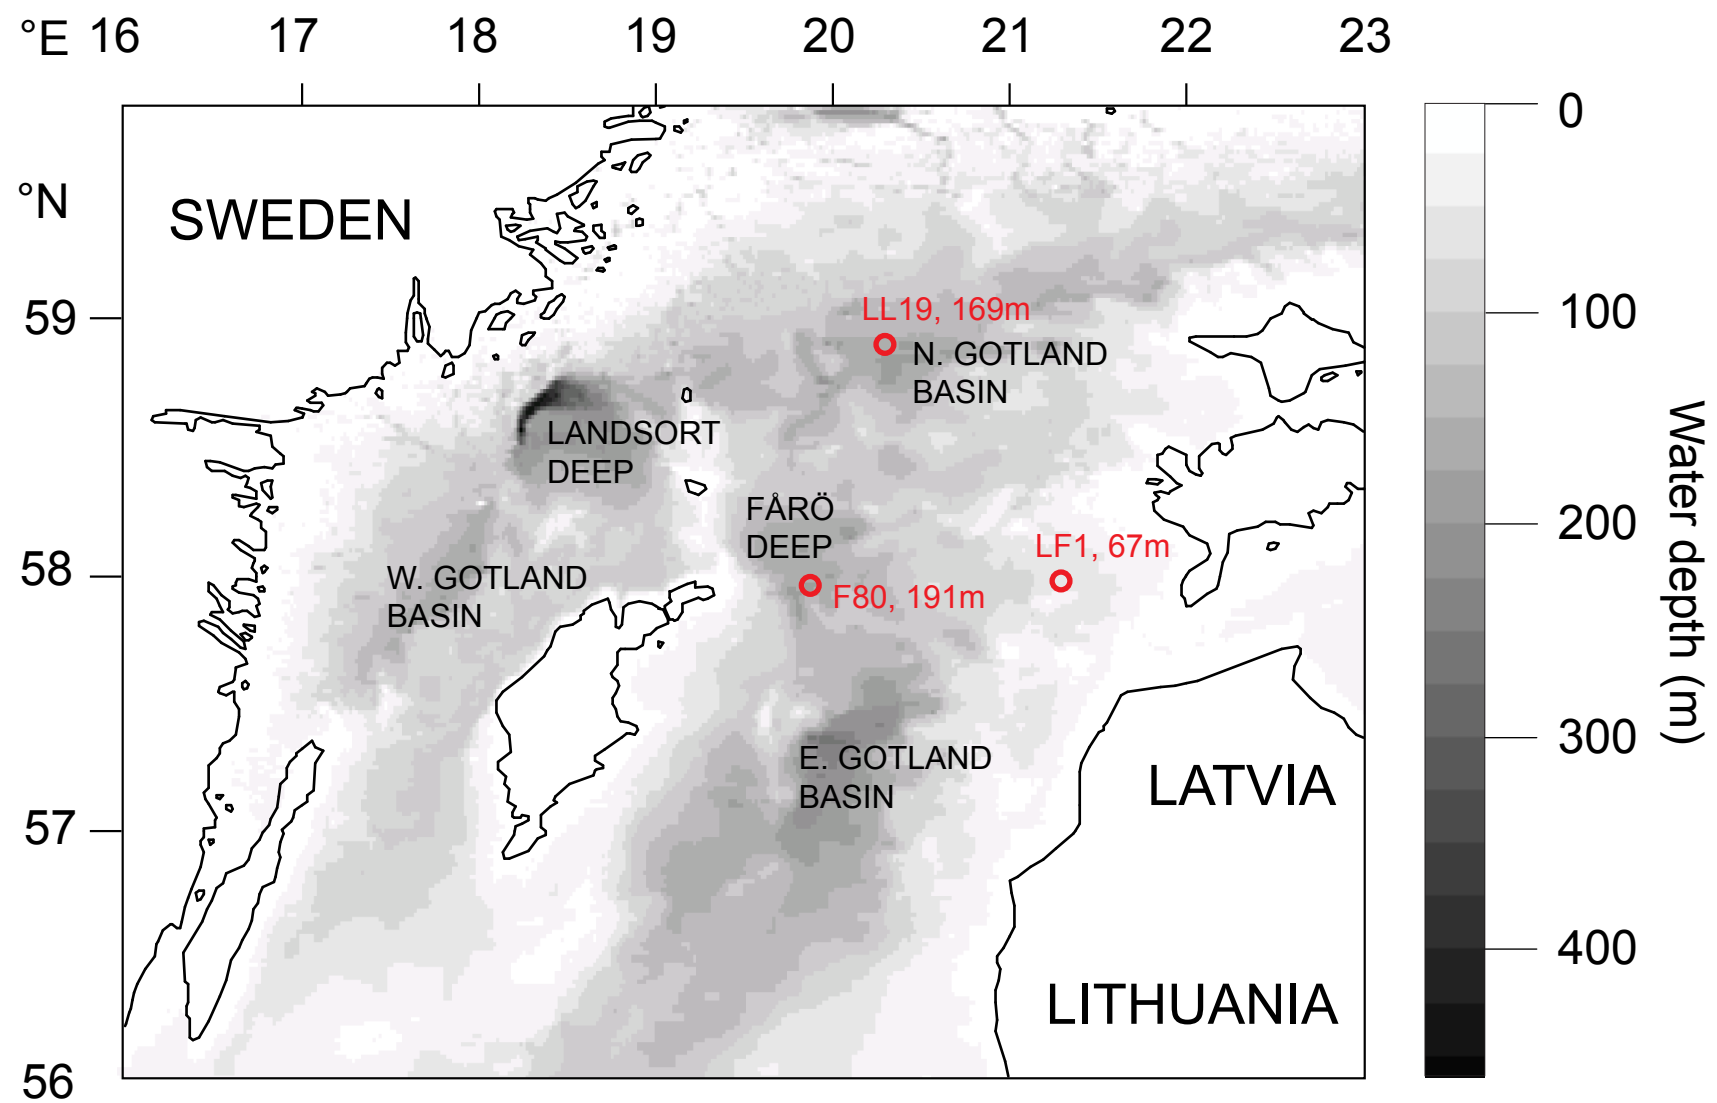 °E 16 17 18 19 20 21 22 23
°N
59
58
57
56
SWEDEN
LL19, 169m
N. GOTLAND
BASIN
LANDSORT
DEEP
FÅRÖ
DEEP
LF1, 67m
F80, 191m
W. GOTLAND
BASIN
E. GOTLAND
BASIN
LATVIA
LITHUANIA
0
100
200
300
400
Water depth (m)